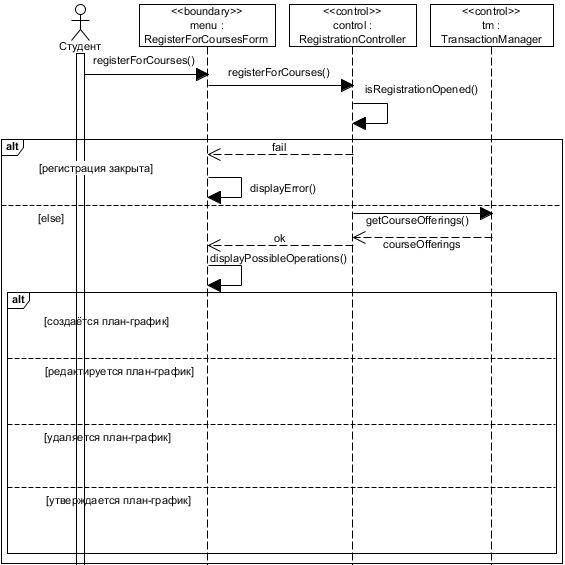 <<boundary>>
menu :
RegisterForCoursesForm
<<control>>
control :
RegistrationController
<<control>>
tm :
TransactionManager
Студент
registerForCourses()
registerForCourses()
isRegistrationOpened()
alt
fail
[регистрация закрыта]
displayError()
[else]
getCourseOfferings()
ok
courseOfferings
displayPossibleOperations()
alt
[создаётся план-график]
[редактируется план-график]
[удаляется план-график]
[утверждается план-график]